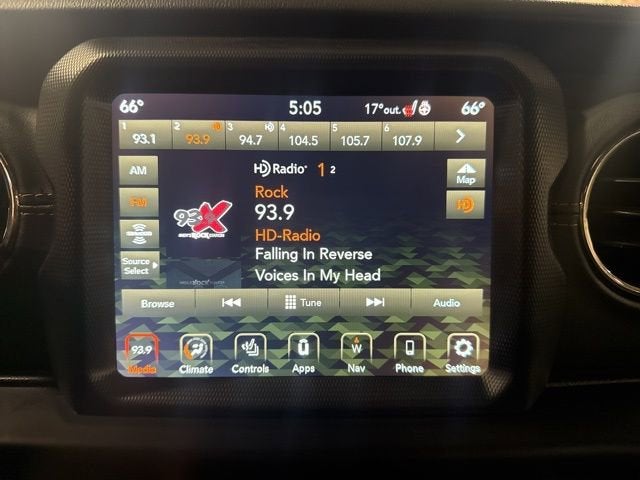 66° 5:05 17°out. 66°
1 2 3 4 5 6
93.1 93.9 94.7 104.5 105.7 107.9
AM HD Radio 1 2 Map
Rock
FM 93.9 HD
93X
HD-Radio
Falling In Reverse
Source
Select
Voices In My Head
Browse Tune Audio
93.9 W
Media Climate Controls Apps Nav Phone Settings